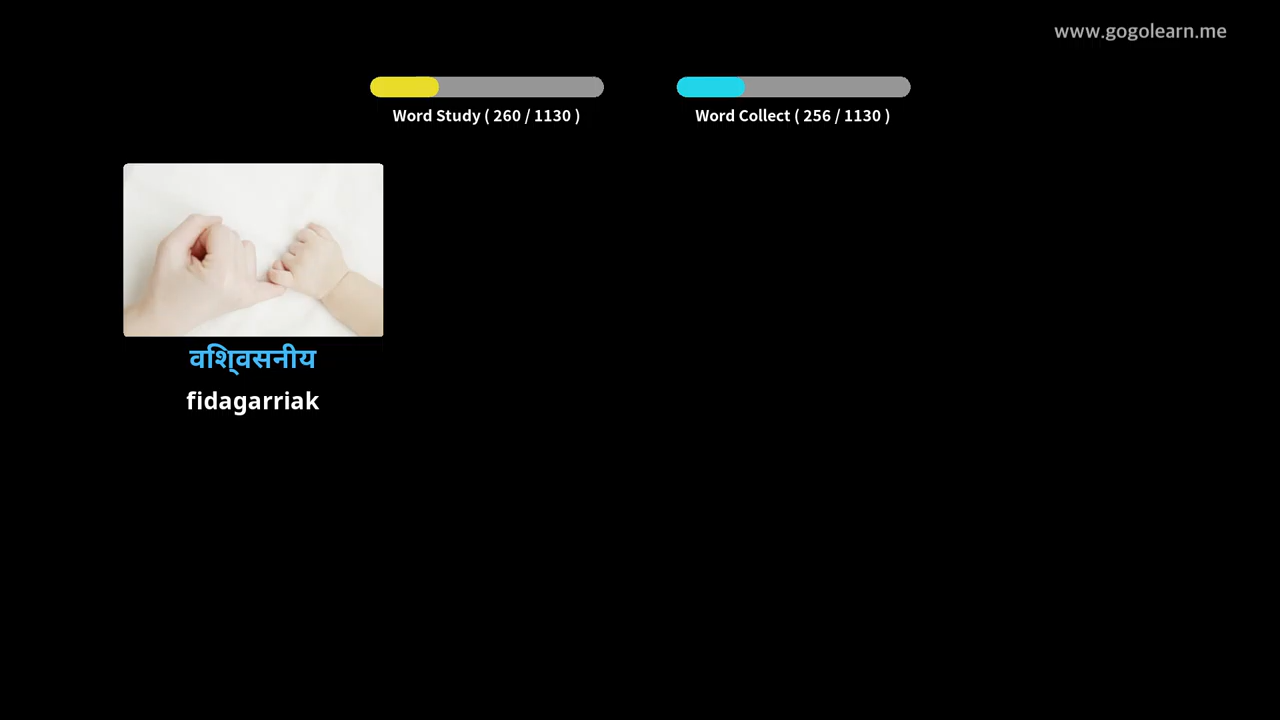 www.gogolearn.me
Word Study ( 260 / 1130 )
Word Collect ( 256 / 1130 )
विश्वसनीय
fidagarriak